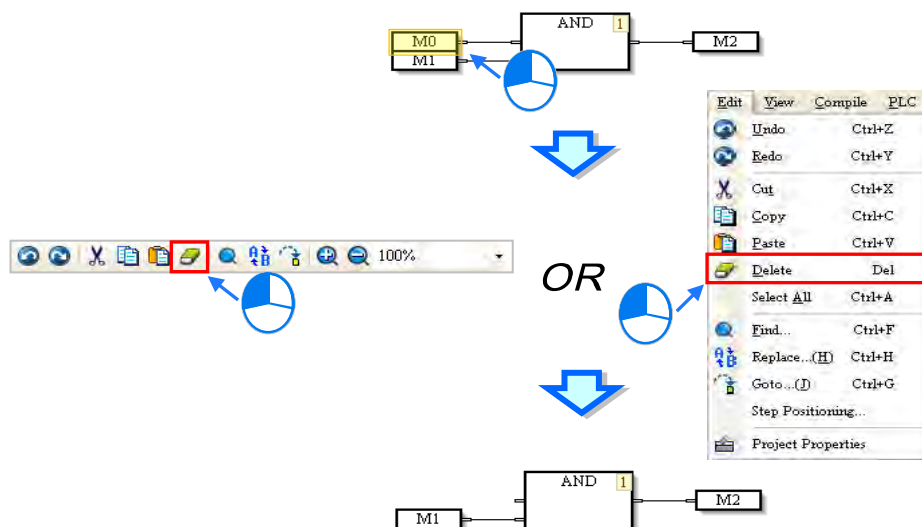 AND 1
M0
M2
M1
Edit View Compile PLC
Undo Ctrl+Z
Redo Ctrl+Y
Cut Ctrl+X
Copy Ctrl+C
Paste Ctrl+V
Delete Del
Select All Ctrl+A
Find... Ctrl+F
Replace...(H) Ctrl+H
Goto...(J) Ctrl+G
Step Positioning...
Project Properties
100%
OR
AND 1
M2
M1